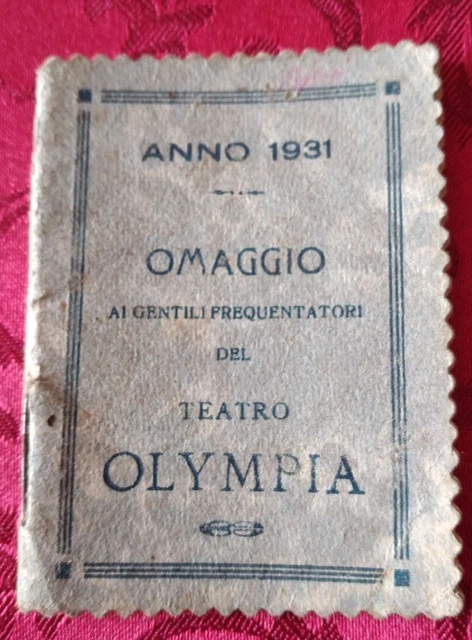 ANNO 1931
OMAGGIO
AI GENTILI FREQUENTATORI
DEL
TEATRO
OLYMPIA